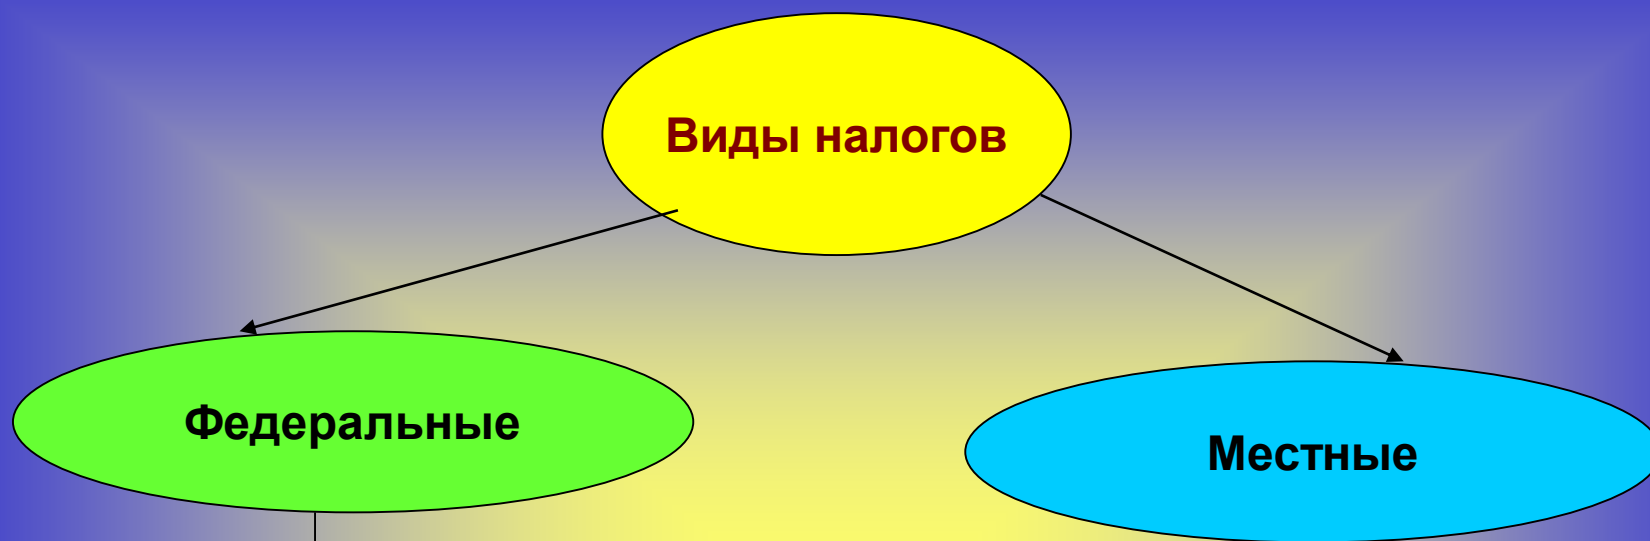 Виды налогов
Федеральные
Местные